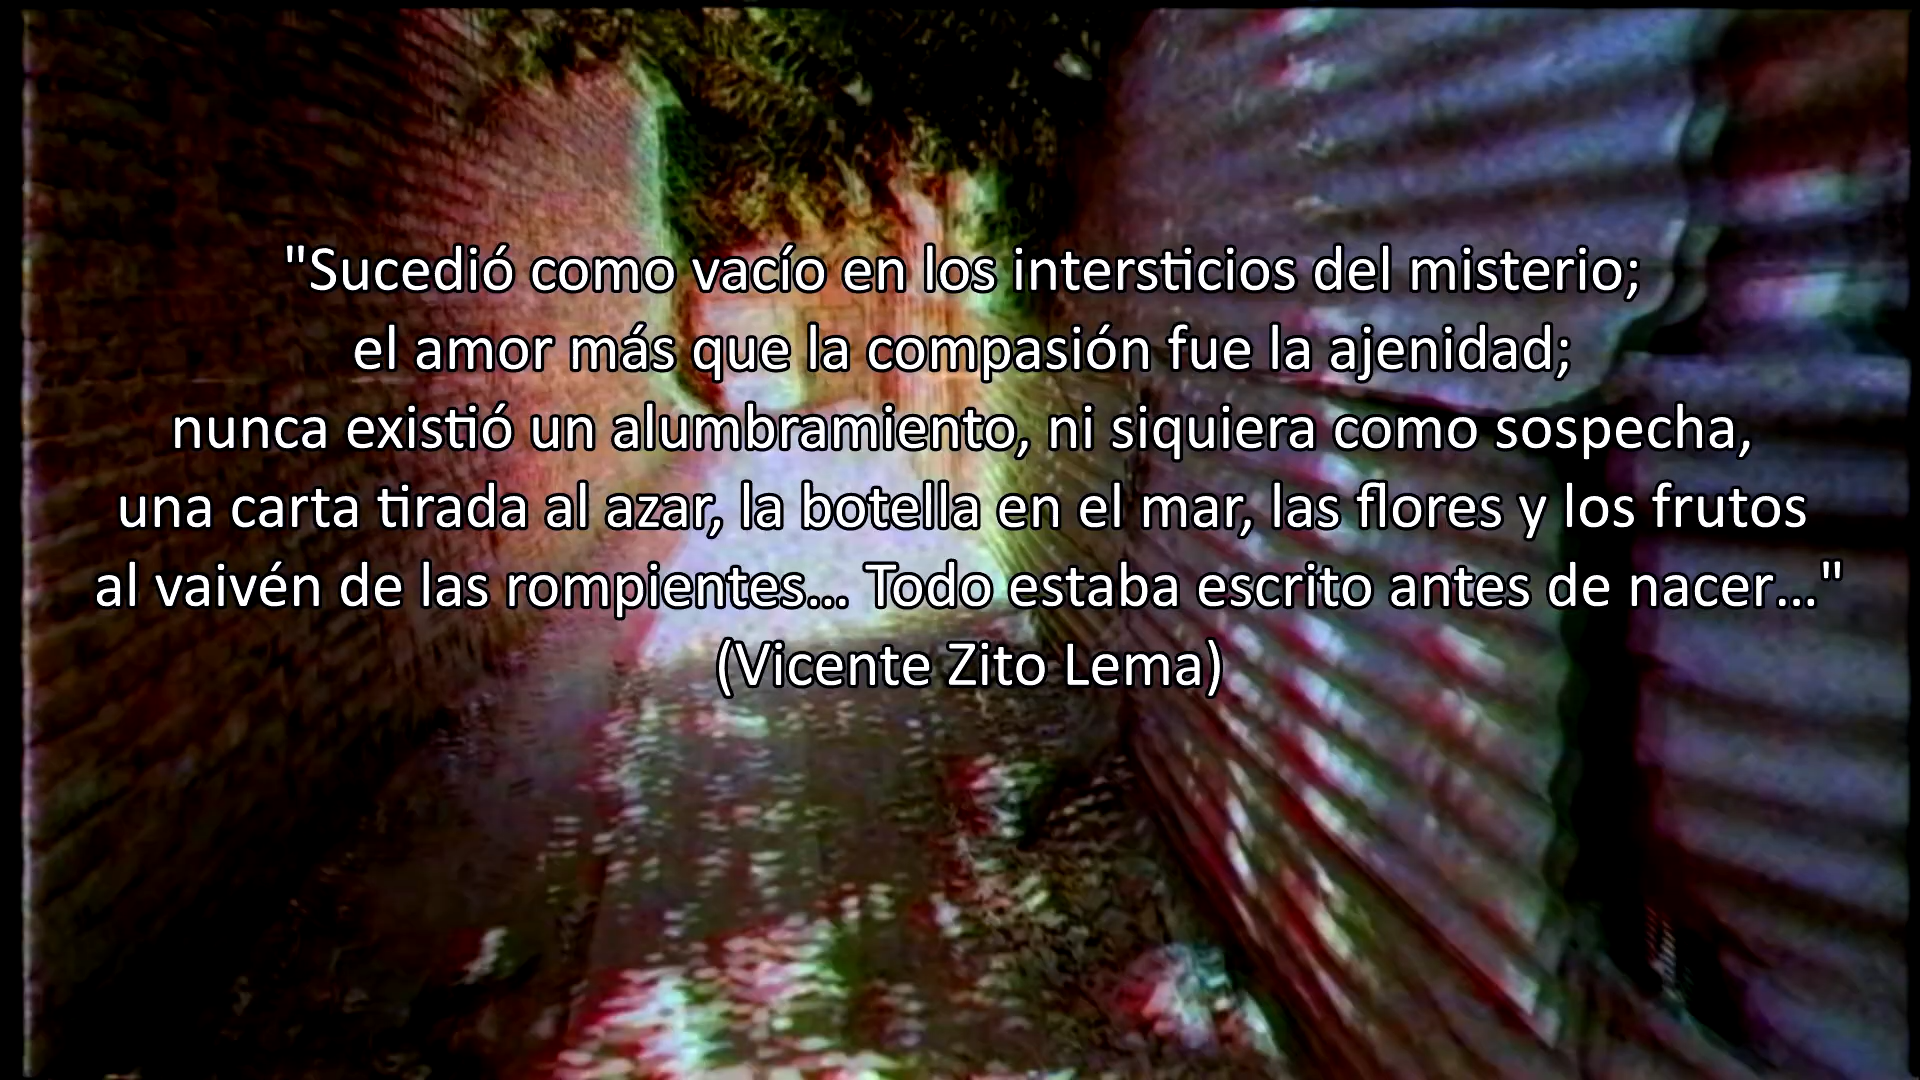 "Sucedió como vacío en los intersticios del misterio;
el amor más que la compasión fue la ajenidad;
nunca existió un alumbramiento, ni siquiera como sospecha,
una carta tirada al azar, la botella en el mar, las flores y los frutos
al vaivén de las rompientes... Todo estaba escrito antes de nacer..."
(Vicente Zito Lema)